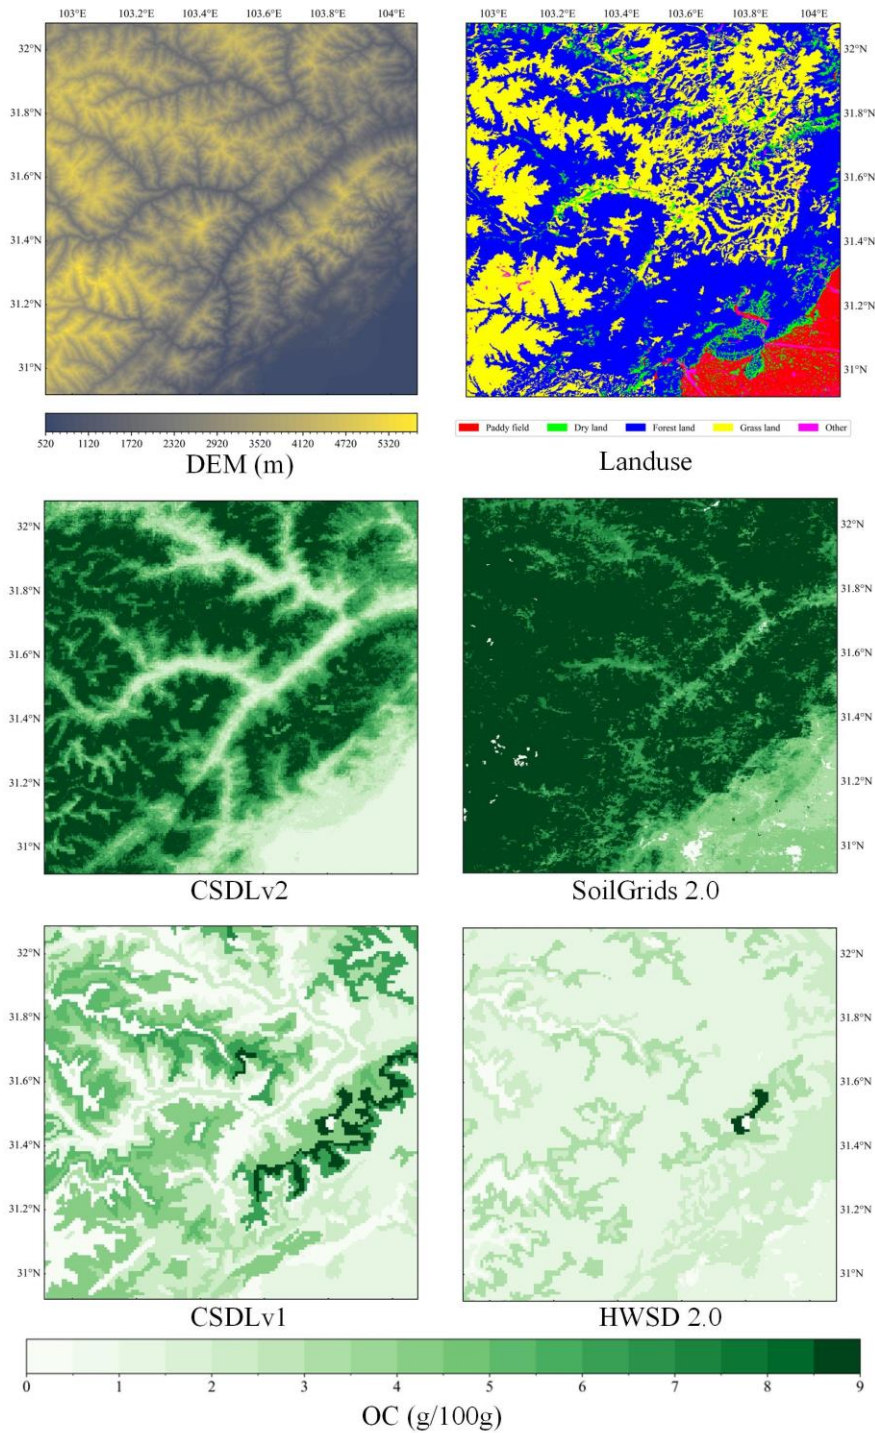 103°E 103.2°E 103.4°E 103.6°E 103.8°E 104°E 103°E 103.2°E 103.4°E 103.6°E 103.8°E 104°E
32°N 32°N
31.8°N 31.8°N
31.6°N 31.6°N
31.4°N 31.4°N
31.2°N 31.2°N
31°N 31°N
520 1120 1720 2320 2920 3520 4120 4720 5320
Paddy field Dry land Forest land Grass land Other
DEM (m) Landuse
32°N 32°N
31.8°N 31.8°N
31.6°N 31.6°N
31.4°N 31.4°N
31.2°N 31.2°N
31°N 31°N
CSDLv2 SoilGrids 2.0
32°N 32°N
31.8°N 31.8°N
31.6°N 31.6°N
31.4°N 31.4°N
31.2°N 31.2°N
31°N 31°N
CSDLv1 HWSD 2.0
0 1 2 3 4 5 6 7 8 9
OC (g/100g)